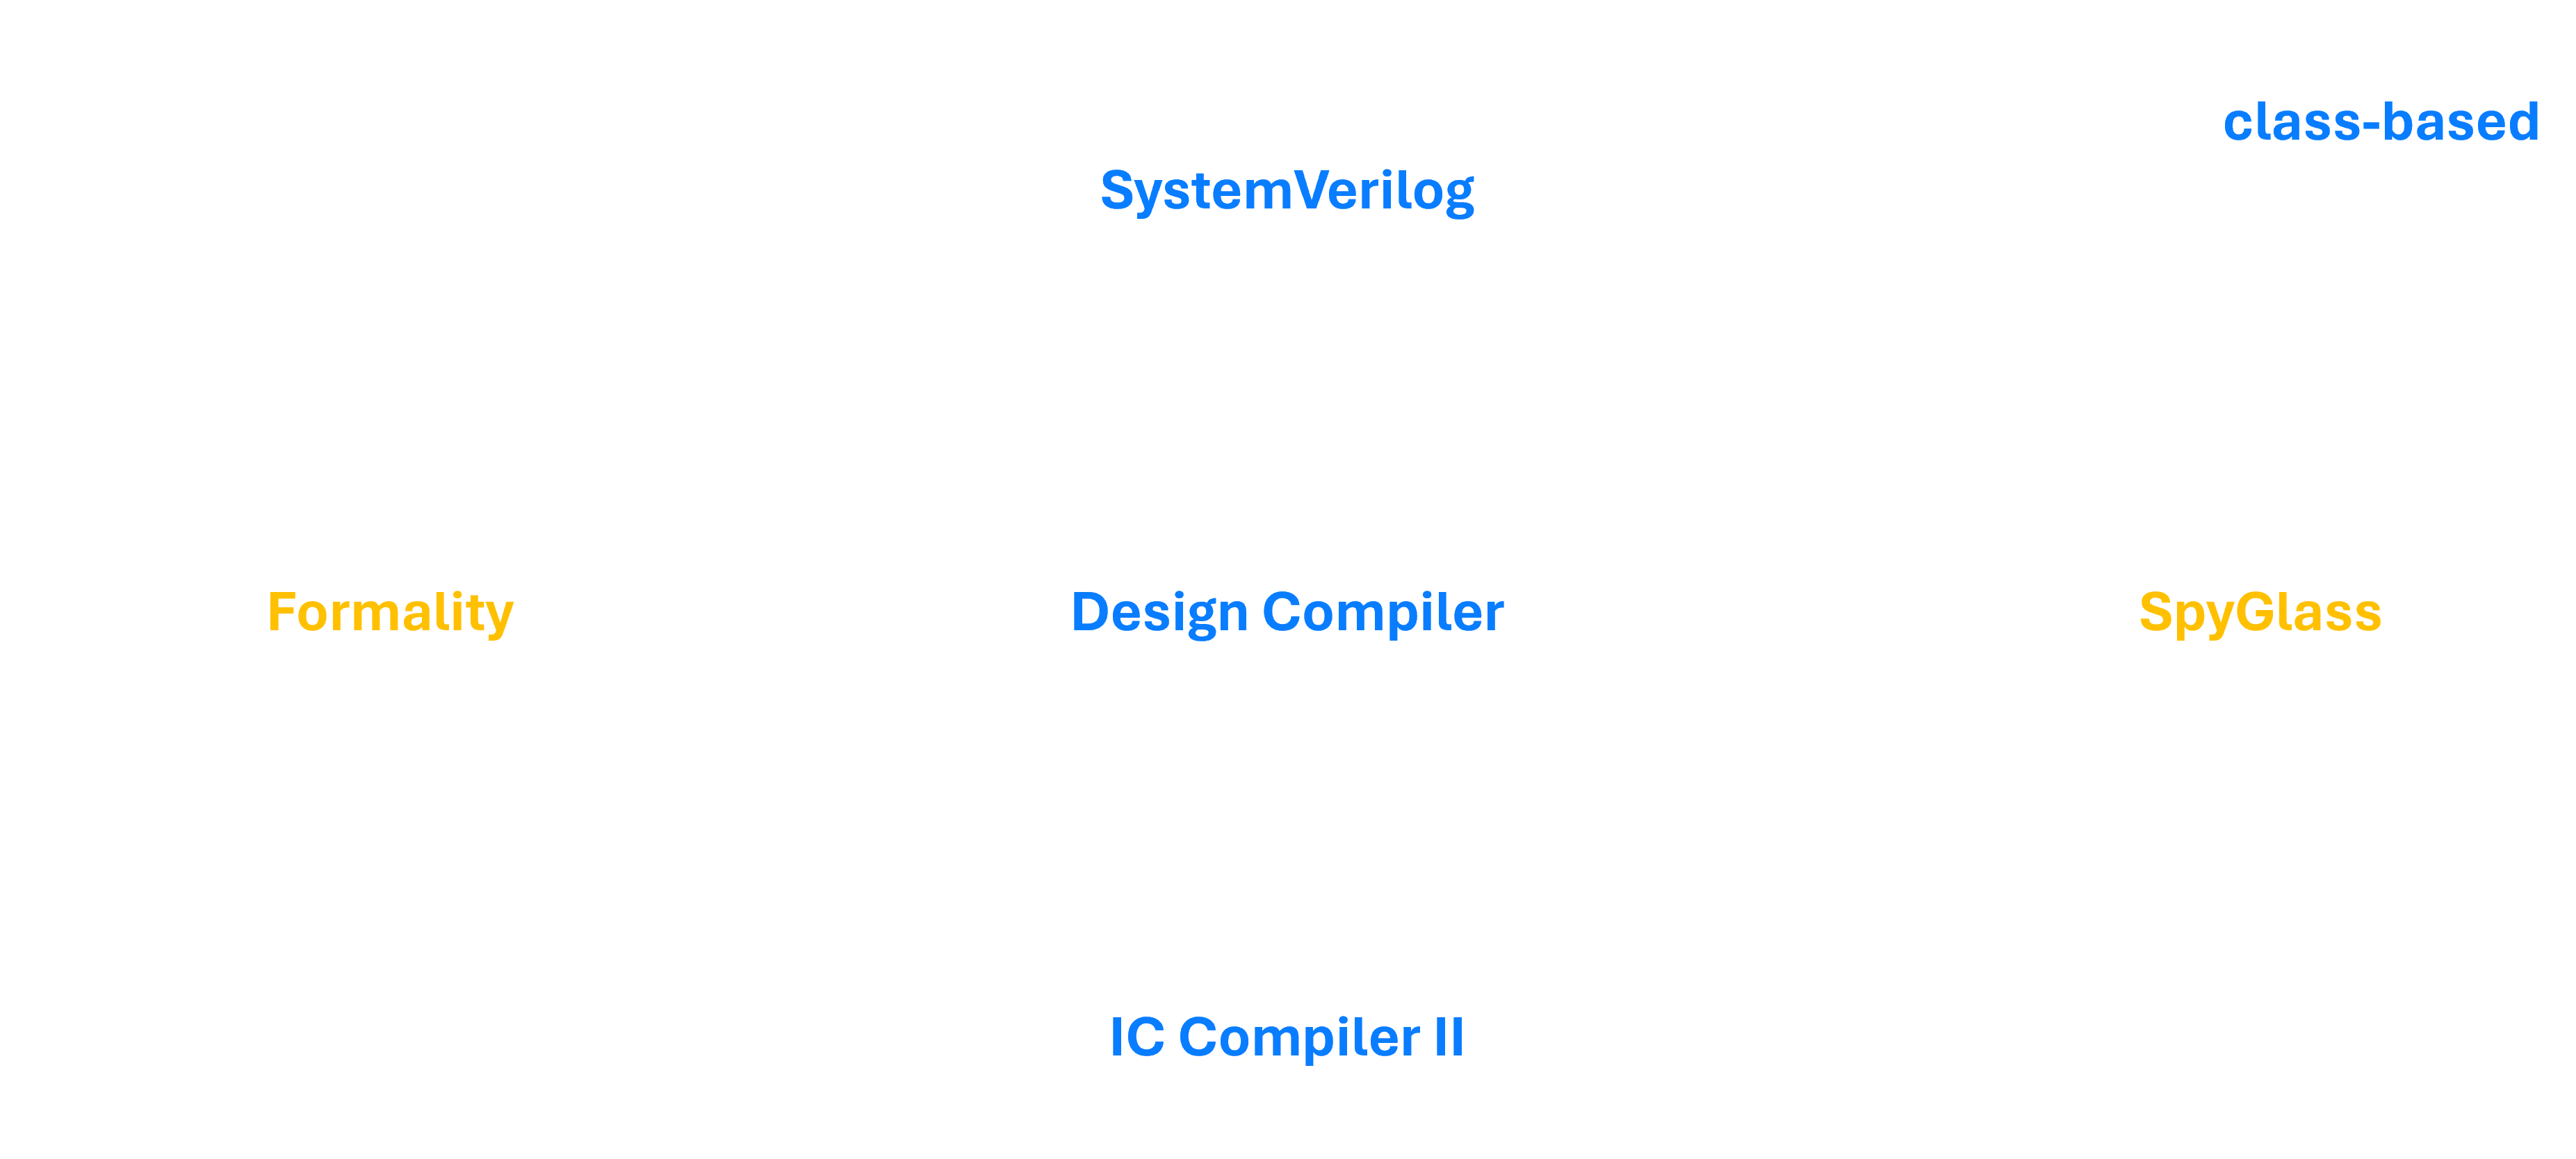 class-based
SystemVerilog
Formality
Design Compiler
SpyGlass
IC Compiler II